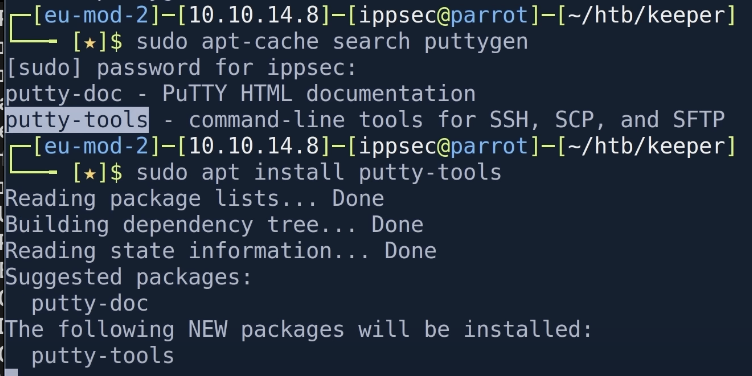 ┌─[eu-mod-2]─[10.10.14.8]─[ippsec@parrot]─[~/htb/keeper]
└──╼ [★]$ sudo apt-cache search puttygen
[sudo] password for ippsec:
putty-doc - PuTTY HTML documentation
putty-tools - command-line tools for SSH, SCP, and SFTP
┌─[eu-mod-2]─[10.10.14.8]─[ippsec@parrot]─[~/htb/keeper]
└──╼ [★]$ sudo apt install putty-tools
Reading package lists... Done
Building dependency tree... Done
Reading state information... Done
Suggested packages:
  putty-doc
The following NEW packages will be installed:
  putty-tools